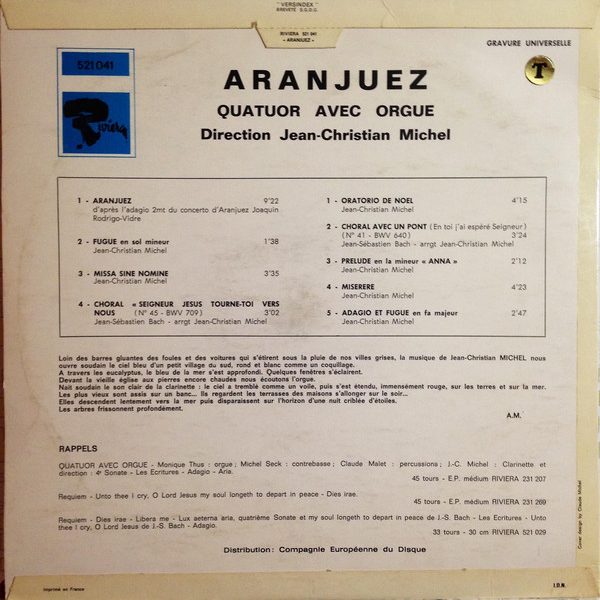 "VERSINDEX"
BREVETÉ S.G.D.G.
RIVIERA 521 041
« ARANJUEZ »
GRAVURE UNIVERSELLE
521041
T
Riviera
ARANJUEZ
QUATUOR AVEC ORGUE
Direction Jean-Christian Michel
1 - ARANJUEZ 9'22
d'après l'adagio 2mt du concerto d'Aranjuez Joaquin
Rodrigo-Vidre
2 - FUGUE en sol mineur 1'38
Jean-Christian Michel
3 - MISSA SINE NOMINE 3'35
Jean-Christian Michel
4 - CHORAL « SEIGNEUR JESUS TOURNE-TOI VERS
NOUS (N° 45 - BWV 709) 3'02
Jean-Sébastien Bach - arrgt Jean-Christian Michel
1 - ORATORIO DE NOEL 4'15
Jean-Christian Michel
2 - CHORAL AVEC UN PONT (En toi j'ai espéré Seigneur)
(N° 41 - BWV 640) 3'24
Jean-Sébastien Bach - arrgt Jean-Christian Michel
3 - PRELUDE en la mineur « ANNA » 2'12
Jean-Christian Michel
4 - MISERERE 4'23
Jean-Christian Michel
5 - ADAGIO ET FUGUE en fa majeur 2'47
Jean-Christian Michel
Loin des barres gluantes des foules et des voitures qui s'étirent sous la pluie de nos villes grises, la musique de Jean-Christian MICHEL nous
ouvre soudain le ciel bleu d'un petit village du sud, rond et blanc comme un coquillage.
A travers les eucalyptus, le bleu de la mer s'est approfondi. Quelques fenêtres s'éclairent.
Devant la vieille église aux pierres encore chaudes nous écoutons l'orgue.
Nait soudain le son clair de la clarinette : le ciel a tremblé comme un voile, puis s'est étendu, immensément rouge, sur les terres et sur la mer.
Les plus vieux sont assis sur un banc... Ils regardent les terrasses des maisons s'allonger sur le soir...
Elles descendent lentement vers la mer puis disparaissent sur l'horizon d'une nuit criblée d'étoiles.
Les arbres frissonnent profondément.
A.M.
RAPPELS
QUATUOR AVEC ORGUE - Monique Thus : orgue ; Michel Seck : contrebasse ; Claude Malet : percussions ; J.-C. Michel : Clarinette et
direction : 4e Sonate - Les Ecritures - Adagio - Aria.
45 tours - E.P. médium RIVIERA 231 207
Requiem - Unto thee I cry, O Lord Jesus my soul longeth to depart in peace - Dies irae.
45 tours - E.P. médium RIVIERA 231 269
Requiem - Dies irae - Libera me - Lux aeterna aria, quatrième Sonate et my soul longeth to depart in peace de J.-S. Bach - Les Ecritures - Unto
thee I cry, O Lord Jesus de J.-S. Bach - Adagio.
33 tours - 30 cm RIVIERA 521 029
Distribution : Compagnie Européenne du Disque
Cover design by Claude Michel
Imprimé en France
I.D.N.